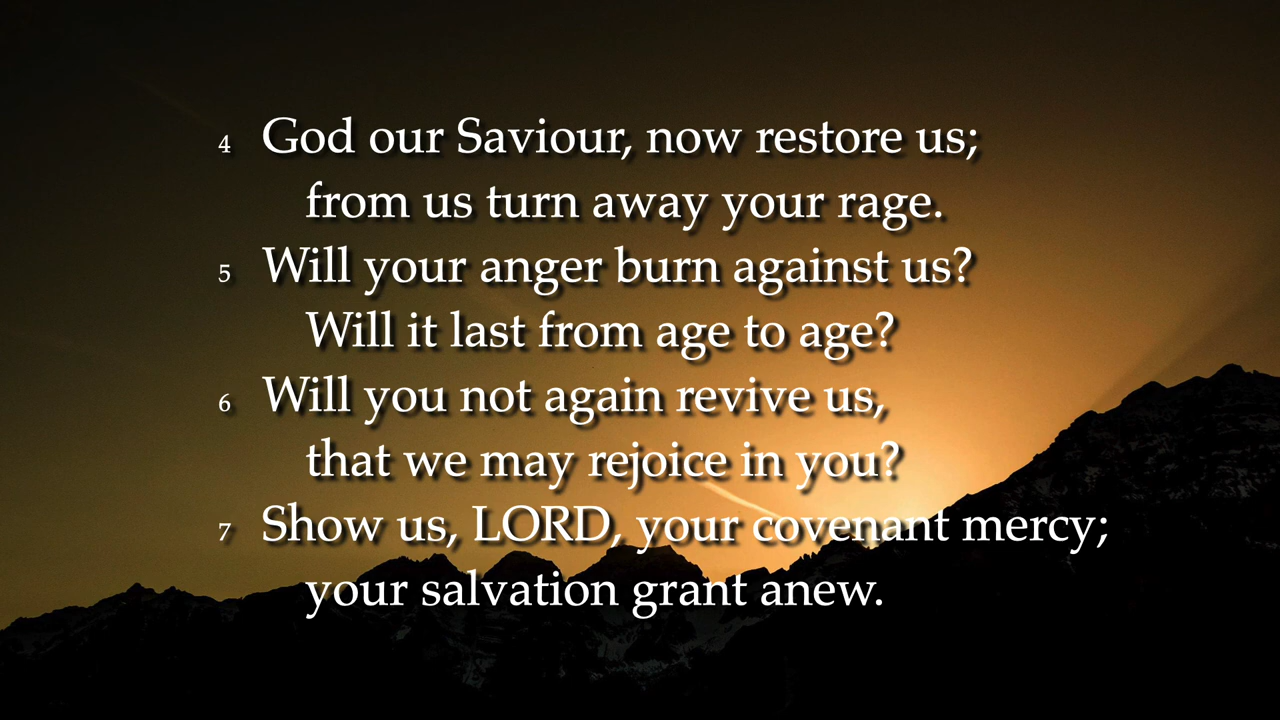 4 God our Saviour, now restore us;
from us turn away your rage.
5 Will your anger burn against us?
Will it last from age to age?
6 Will you not again revive us,
that we may rejoice in you?
7 Show us, LORD, your covenant mercy;
your salvation grant anew.